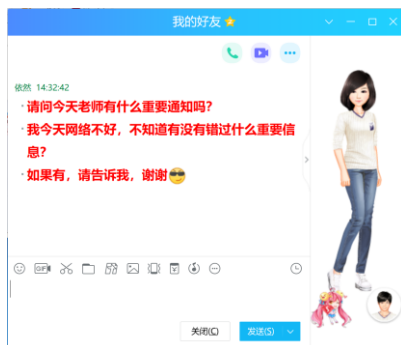 我的好友
依然 14:32:42
·请问今天老师有什么重要通知吗？
·我今天网络不好，不知道有没有错过什么重要信
息？
·如果有，请告诉我，谢谢
GIF
关闭(C)
发送(S)